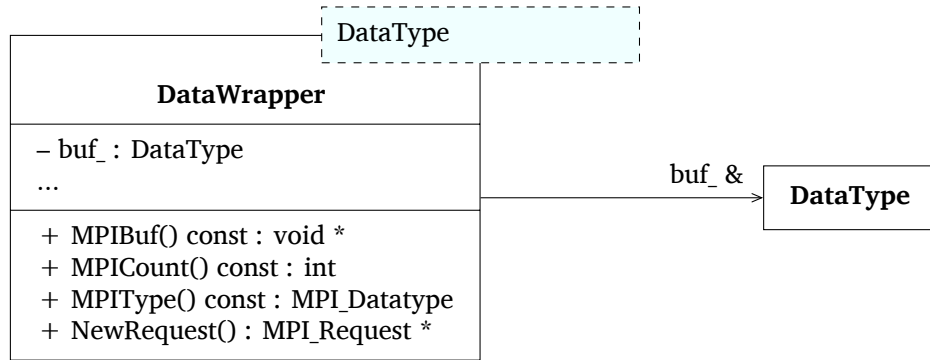 DataType
DataWrapper
– buf_ : DataType
...
+ MPIBuf() const : void *
+ MPICount() const : int
+ MPIType() const : MPI_Datatype
+ NewRequest() : MPI_Request *
buf_ &
DataType